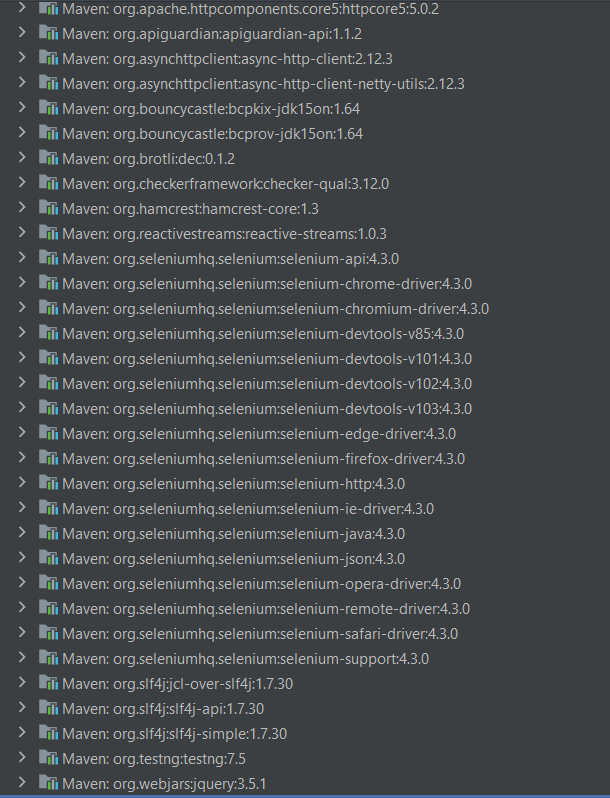 Maven: org.apache.httpcomponents.core5:httpcore5:5.0.2
Maven: org.apiguardian:apiguardian-api:1.1.2
Maven: org.asynchttpclient:async-http-client:2.12.3
Maven: org.asynchttpclient:async-http-client-netty-utils:2.12.3
Maven: org.bouncycastle:bcpkix-jdk15on:1.64
Maven: org.bouncycastle:bcprov-jdk15on:1.64
Maven: org.brotli:dec:0.1.2
Maven: org.checkerframework:checker-qual:3.12.0
Maven: org.hamcrest:hamcrest-core:1.3
Maven: org.reactivestreams:reactive-streams:1.0.3
Maven: org.seleniumhq.selenium:selenium-api:4.3.0
Maven: org.seleniumhq.selenium:selenium-chrome-driver:4.3.0
Maven: org.seleniumhq.selenium:selenium-chromium-driver:4.3.0
Maven: org.seleniumhq.selenium:selenium-devtools-v85:4.3.0
Maven: org.seleniumhq.selenium:selenium-devtools-v101:4.3.0
Maven: org.seleniumhq.selenium:selenium-devtools-v102:4.3.0
Maven: org.seleniumhq.selenium:selenium-devtools-v103:4.3.0
Maven: org.seleniumhq.selenium:selenium-edge-driver:4.3.0
Maven: org.seleniumhq.selenium:selenium-firefox-driver:4.3.0
Maven: org.seleniumhq.selenium:selenium-http:4.3.0
Maven: org.seleniumhq.selenium:selenium-ie-driver:4.3.0
Maven: org.seleniumhq.selenium:selenium-java:4.3.0
Maven: org.seleniumhq.selenium:selenium-json:4.3.0
Maven: org.seleniumhq.selenium:selenium-opera-driver:4.3.0
Maven: org.seleniumhq.selenium:selenium-remote-driver:4.3.0
Maven: org.seleniumhq.selenium:selenium-safari-driver:4.3.0
Maven: org.seleniumhq.selenium:selenium-support:4.3.0
Maven: org.slf4j:jcl-over-slf4j:1.7.30
Maven: org.slf4j:slf4j-api:1.7.30
Maven: org.slf4j:slf4j-simple:1.7.30
Maven: org.testng:testng:7.5
Maven: org.webjars:jquery:3.5.1